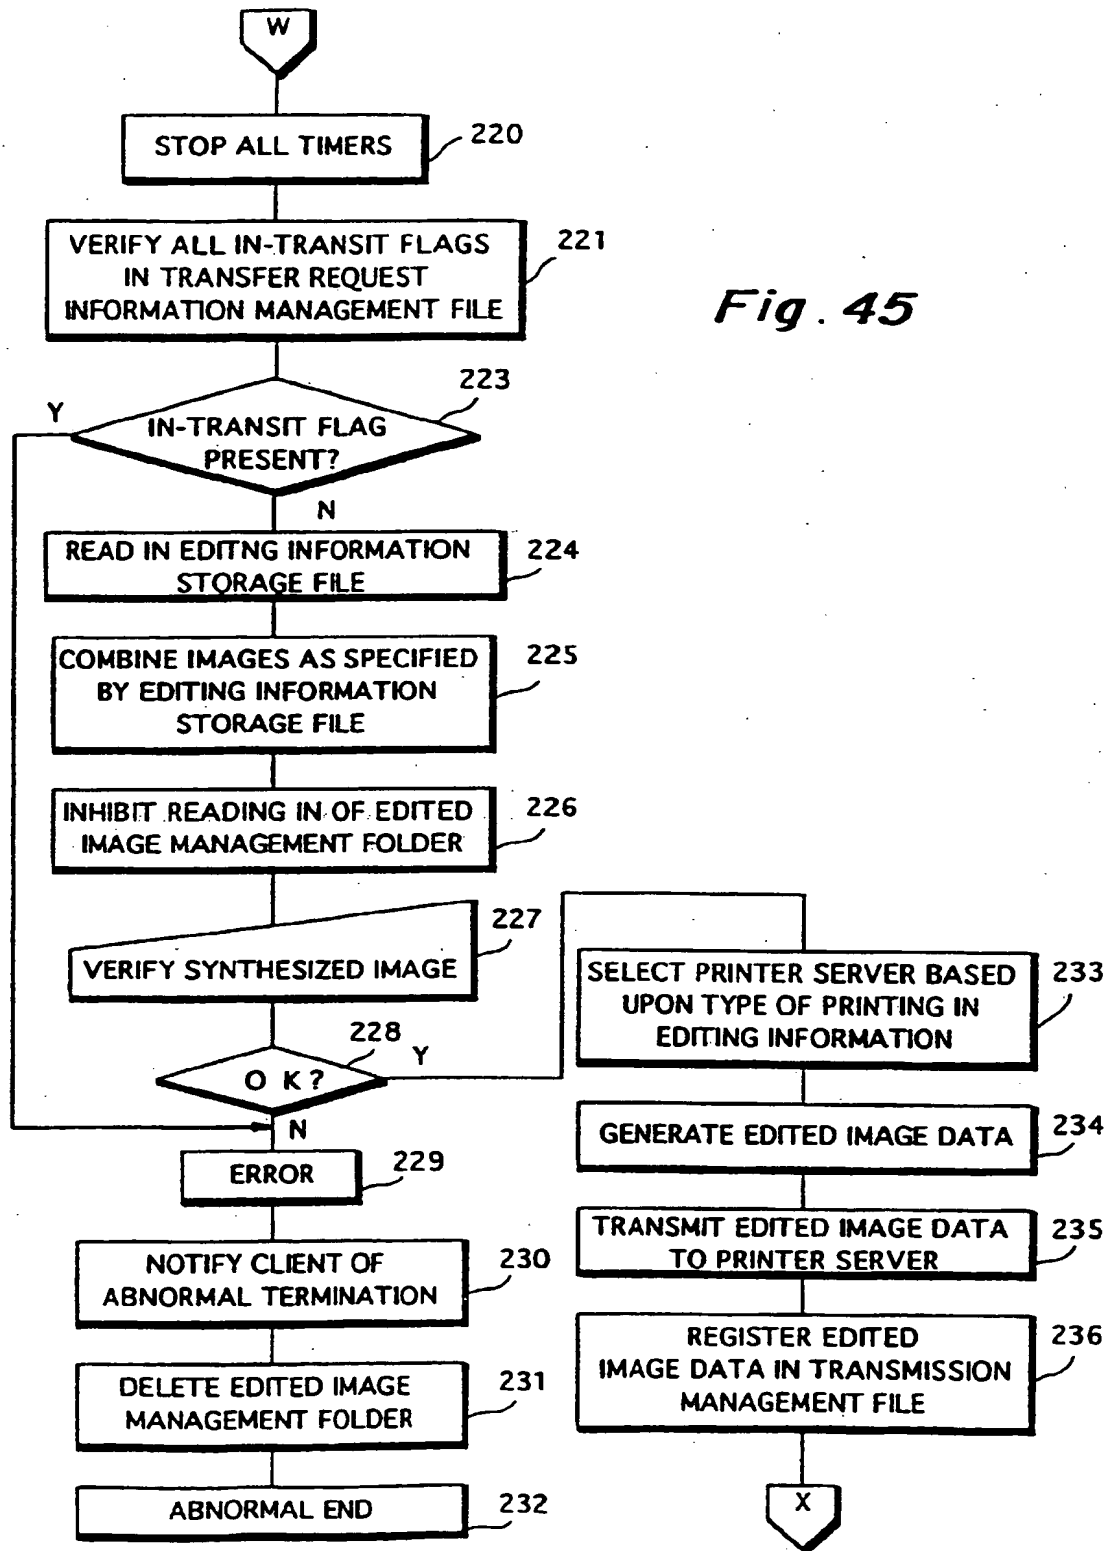 W
STOP ALL TIMERS
220
VERIFY ALL IN-TRANSIT FLAGS
IN TRANSFER REQUEST
INFORMATION MANAGEMENT FILE
221
Fig. 45
223
Y
IN-TRANSIT FLAG
PRESENT?
N
READ IN EDITNG INFORMATION
STORAGE FILE
224
COMBINE IMAGES AS SPECIFIED
BY EDITING INFORMATION
STORAGE FILE
225
INHIBIT READING IN OF EDITED
IMAGE MANAGEMENT FOLDER
226
VERIFY SYNTHESIZED IMAGE
227
228
O K?
Y
N
ERROR
229
NOTIFY CLIENT OF
ABNORMAL TERMINATION
230
DELETE EDITED IMAGE
MANAGEMENT FOLDER
231
ABNORMAL END
232
SELECT PRINTER SERVER BASED
UPON TYPE OF PRINTING IN
EDITING INFORMATION
233
GENERATE EDITED IMAGE DATA
234
TRANSMIT EDITED IMAGE DATA
TO PRINTER SERVER
235
REGISTER EDITED
IMAGE DATA IN TRANSMISSION
MANAGEMENT FILE
236
X